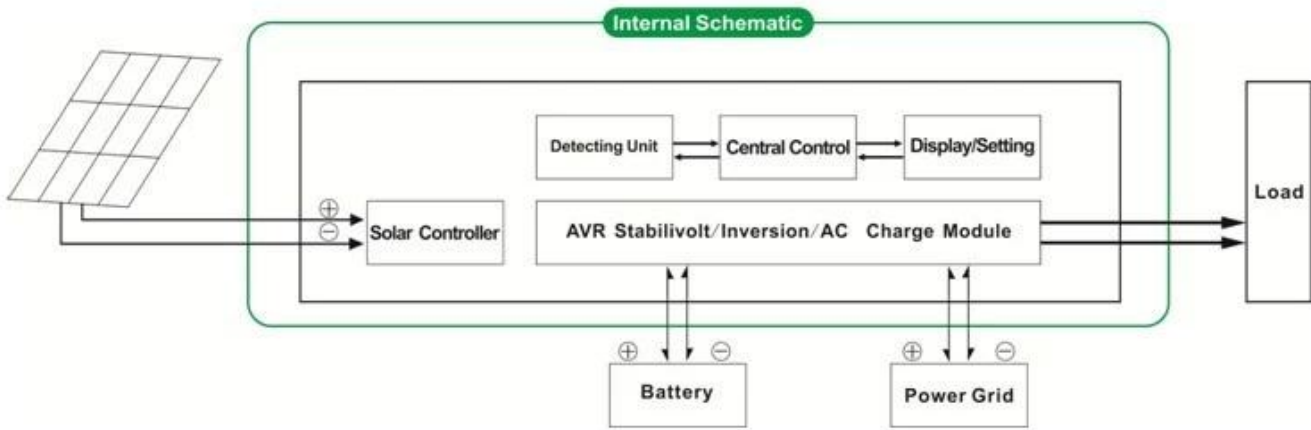 Internal Schematic
Detecting Unit
Central Control
Display/Setting
Load
⊕
⊖
Solar Controller
AVR Stabilivolt/Inversion/AC Charge Module
⊕ ⊖
⊕ ⊖
Battery
Power Grid